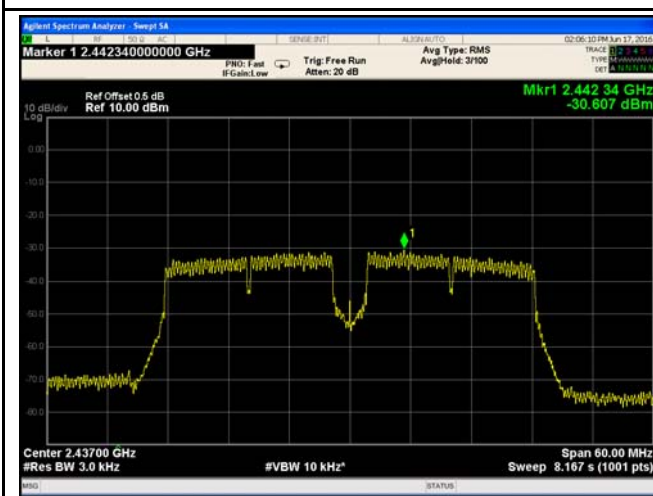 Agilent Spectrum Analyzer - Swept SA
L RF 50 Ω AC SENSE:INT ALIGN AUTO 02:06:10 PM Jun 17, 2016
Marker 1 2.442340000000 GHz
PNO: Fast
IFGain:Low
Trig: Free Run
Atten: 20 dB
Avg Type: RMS
Avg|Hold: 3/100
TRACE 1 2 3 4 5 6
TYPE
DET A N N N N N
Mkr1 2.442 34 GHz
-30.607 dBm
Ref Offset 0.5 dB
10 dB/div Ref 10.00 dBm
Log
0.00
-10.0
-20.0
-30.0
-40.0
-50.0
-60.0
-70.0
-80.0
1
Center 2.43700 GHz
Span 60.00 MHz
#Res BW 3.0 kHz
#VBW 10 kHz*
Sweep 8.167 s (1001 pts)
MSG
STATUS